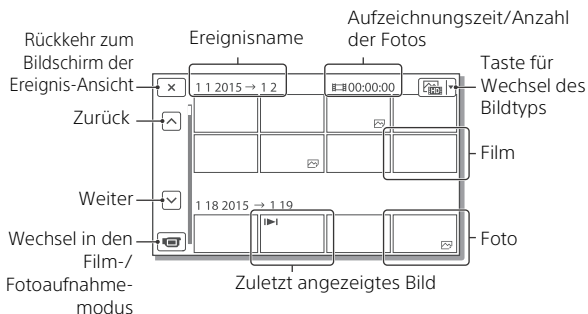 Aufzeichnungszeit/Anzahl
der Fotos
Rückkehr zum
Bildschirm der
Ereignis-Ansicht
Ereignisname
Taste für
Wechsel des
Bildtyps
1 1 2015 → 1 2
00:00:00
HD
Zurück
Film
Weiter
1 18 2015 → 1 19
Wechsel in den
Film-/
Fotoaufnahme-
modus
Foto
Zuletzt angezeigtes Bild